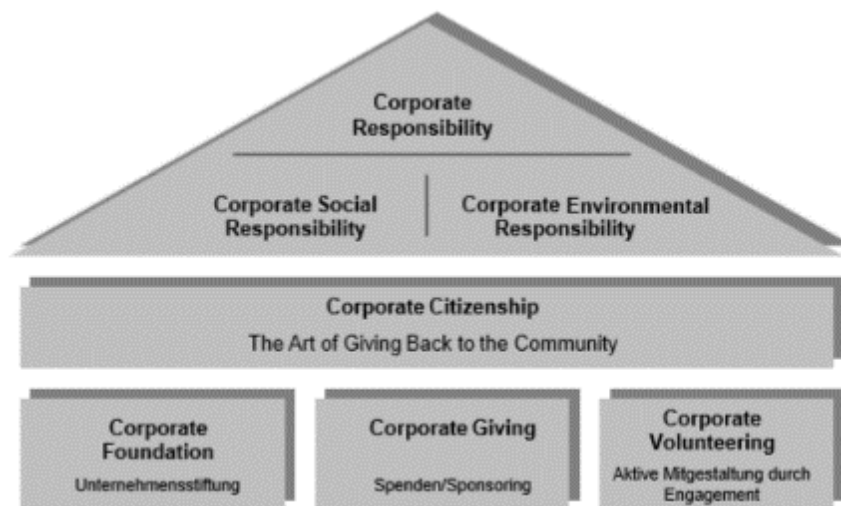 Corporate
Responsibility
Corporate Social
Responsibility
Corporate Environmental
Responsibility
Corporate Citizenship
The Art of Giving Back to the Community
Corporate
Foundation
Unternehmensstiftung
Corporate Giving
Spenden/Sponsoring
Corporate
Volunteering
Aktive Mitgestaltung durch
Engagement